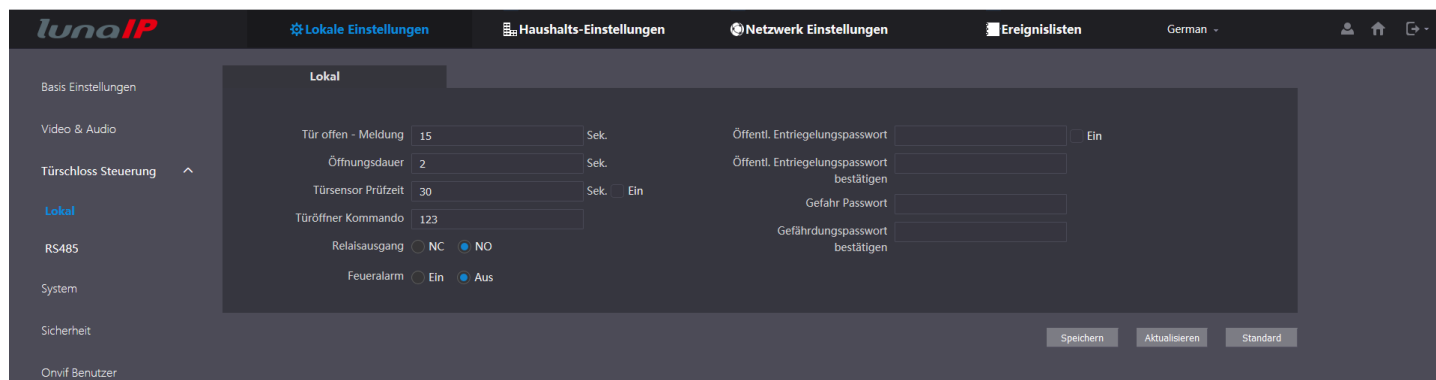 lunaIP
Lokale Einstellungen
Haushalts-Einstellungen
Netzwerk Einstellungen
Ereignislisten
German
Basis Einstellungen
Video & Audio
Türschloss Steuerung
Lokal
RS485
System
Sicherheit
Onvif Benutzer
Lokal
Tür offen - Meldung 15 Sek.
Öffnungsdauer 2 Sek.
Türsensor Prüfzeit 30 Sek. Ein
Türöffner Kommando 123
Relaisausgang NC NO
Feueralarm Ein Aus
Öffentl. Entriegelungspasswort Ein
Öffentl. Entriegelungspasswort
bestätigen
Gefahr Passwort
Gefährdungspasswort
bestätigen
Speichern
Aktualisieren
Standard